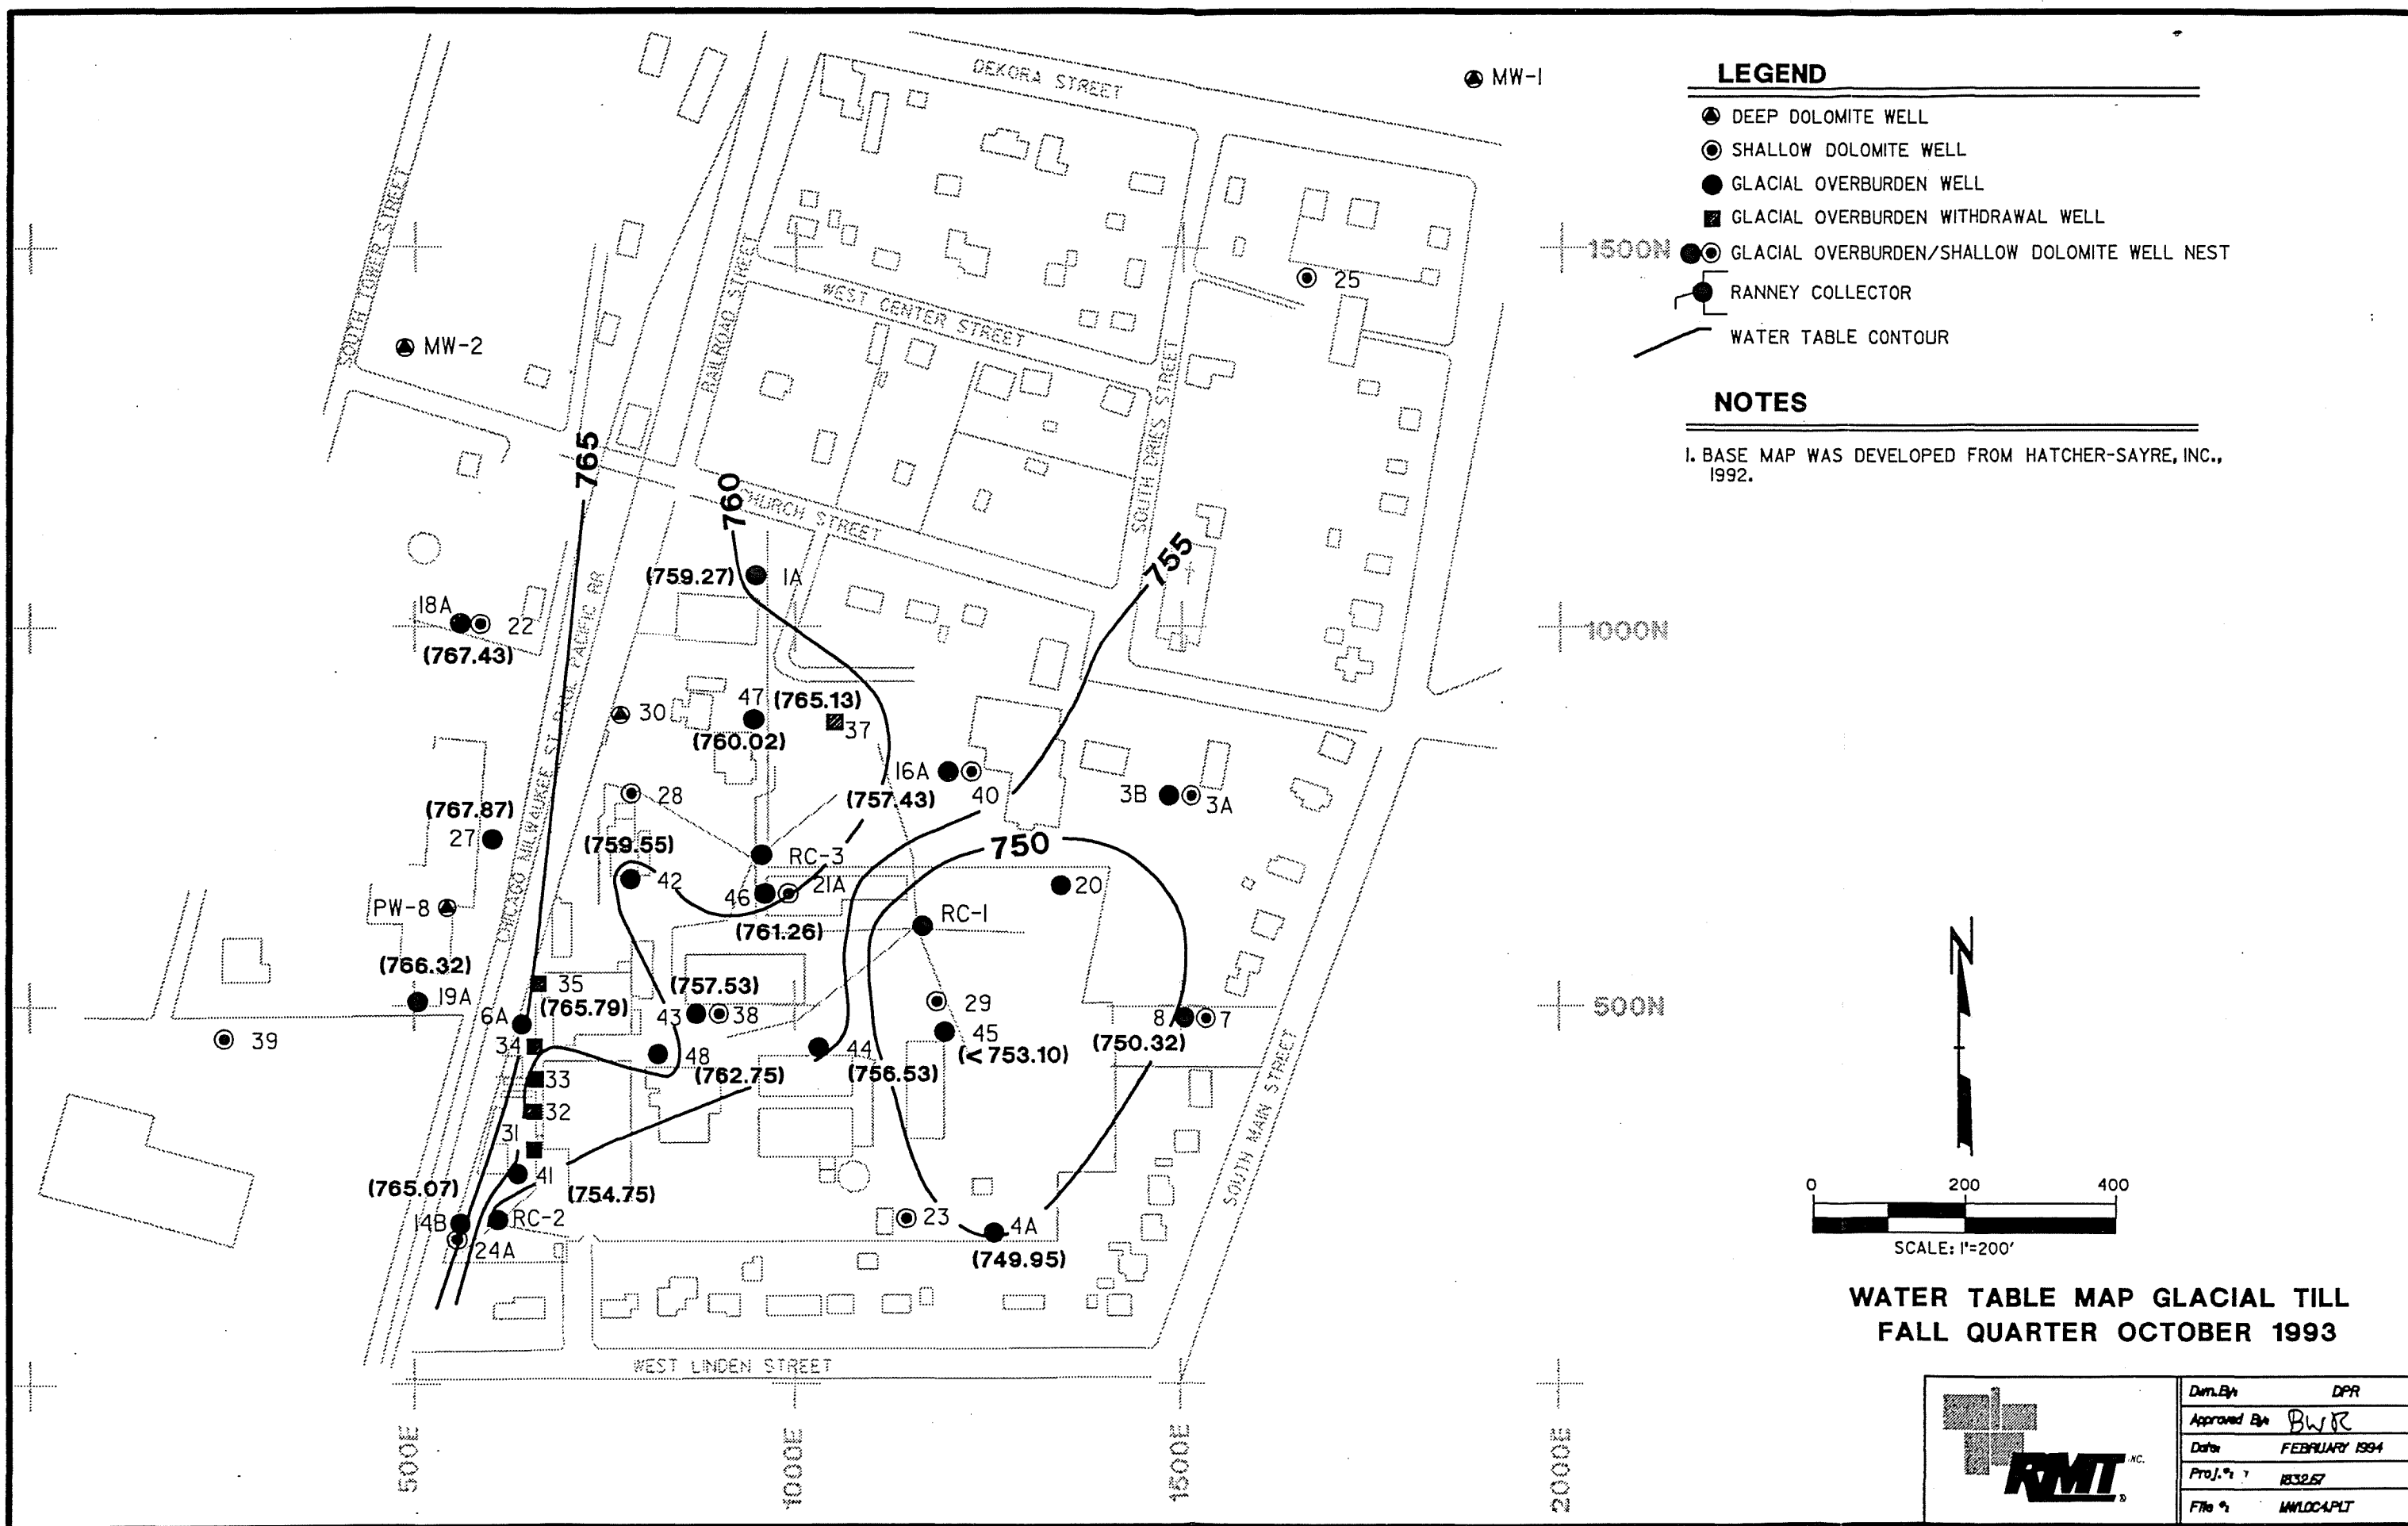 DEKORA STREET
MW-1
LEGEND
DEEP DOLOMITE WELL
SHALLOW DOLOMITE WELL
GLACIAL OVERBURDEN WELL
GLACIAL OVERBURDEN WITHDRAWAL WELL
GLACIAL OVERBURDEN/SHALLOW DOLOMITE WELL NEST
RANNEY COLLECTOR
WATER TABLE CONTOUR
NOTES
1. BASE MAP WAS DEVELOPED FROM HATCHER-SAYRE, INC.,
1992.
SOUTH TOWER STREET
RAILROAD STREET
WEST CENTER STREET
SOUTH DRIES STREET
1500N
25
MW-2
765
760
CHURCH STREET
755
(759.27)
1A
18A
22
(767.43)
1000N
CHICAGO MILWAUKEE ST. PAUL PACIFIC RR
30
47
(765.13)
37
(760.02)
16A
40
(757.43)
3B
3A
28
(767.87)
27
(759.55)
42
RC-3
750
20
46
21A
(761.26)
PW-8
RC-1
(766.32)
19A
35
(765.79)
(757.53)
43
38
29
500N
6A
34
39
48
(762.75)
44
(756.53)
45
(<753.10)
8
7
(750.32)
33
32
31
41
(754.75)
(765.07)
14B
RC-2
24A
23
4A
(749.95)
SOUTH MAIN STREET
WEST LINDEN STREET
500E
1000E
1500E
2000E
N
0
200
400
SCALE: 1"=200'
WATER TABLE MAP GLACIAL TILL
FALL QUARTER OCTOBER 1993
RMT INC.
Dwn. By: DPR
Approved By: BWR
Date: FEBRUARY 1994
Proj. #: 1832.67
File #: MWLOC4.PLT